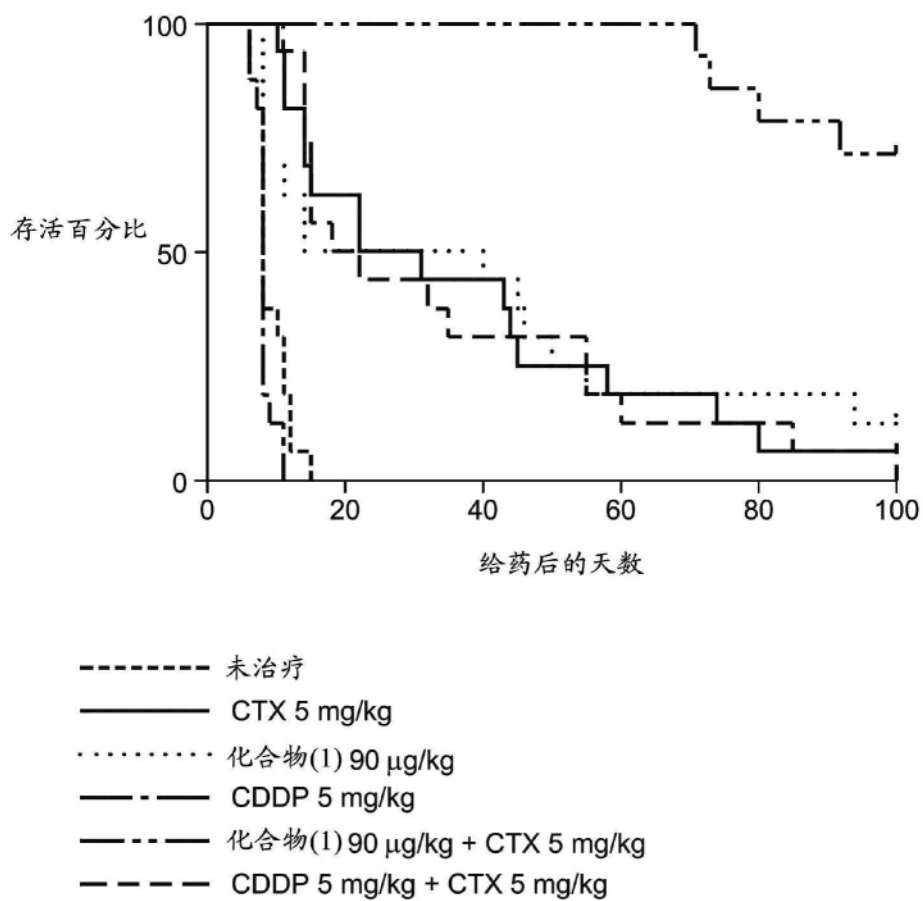 100
存活百分比
50
0
0 20 40 60 80 100
给药后的天数
未治疗
CTX 5 mg/kg
化合物(1) 90 μg/kg
CDDP 5 mg/kg
化合物(1) 90 μg/kg + CTX 5 mg/kg
CDDP 5 mg/kg + CTX 5 mg/kg